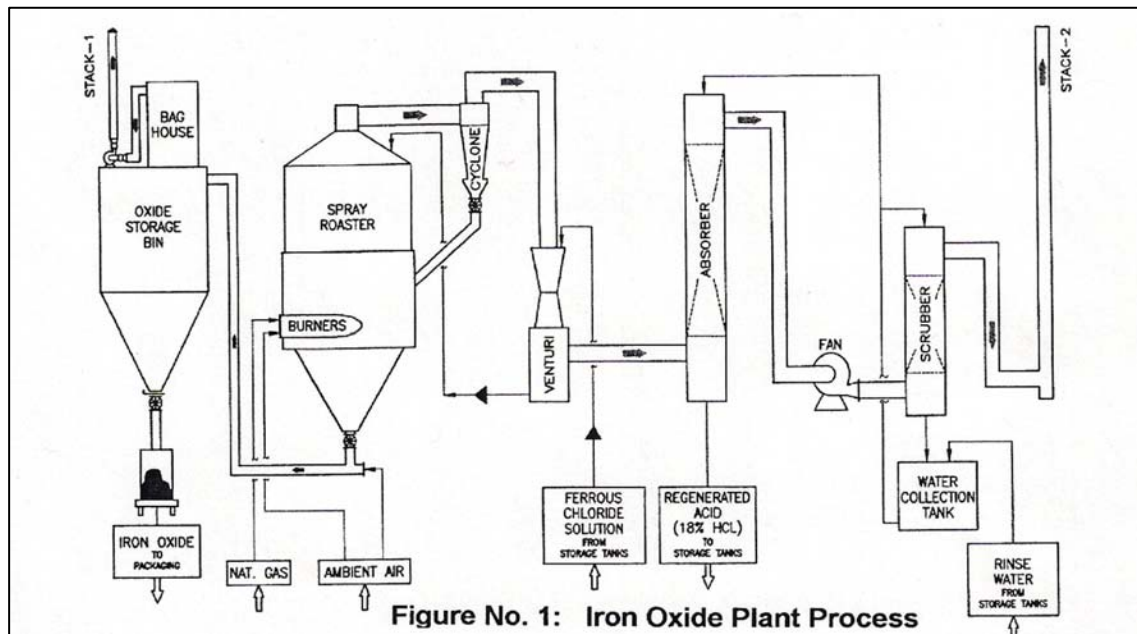 STACK-1
BAG
HOUSE
OXIDE
STORAGE
BIN
SPRAY
ROASTER
BURNERS
CYCLONE
VENTURI
ABSORBER
FAN
SCRUBBER
STACK-2
IRON OXIDE
TO
PACKAGING
NAT. GAS
AMBIENT AIR
FERROUS
CHLORIDE
SOLUTION
FROM
STORAGE TANKS
REGENERATED
ACID
(18% HCL)
TO
STORAGE TANKS
WATER
COLLECTION
TANK
RINSE
WATER
FROM
STORAGE TANKS
Figure No. 1: Iron Oxide Plant Process